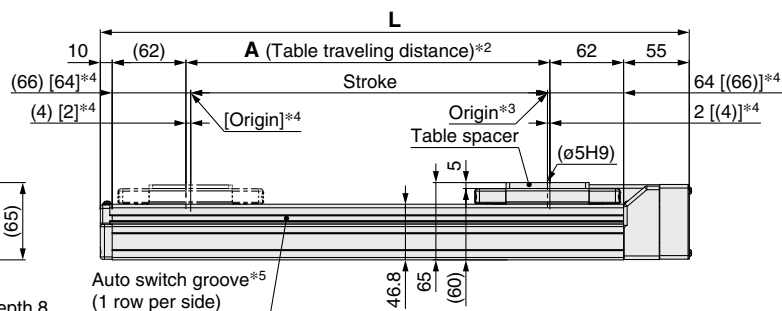 L
10 (62) A (Table traveling distance)*2 62 55
(66) [64]*4 Stroke 64 [(66)]*4
(4) [2]*4 [Origin]*4 Origin*3 2 [(4)]*4
Table spacer
5
(ø5H9)
(65)
46.8
65
(60)
Auto switch groove*5
(1 row per side)
epth 8